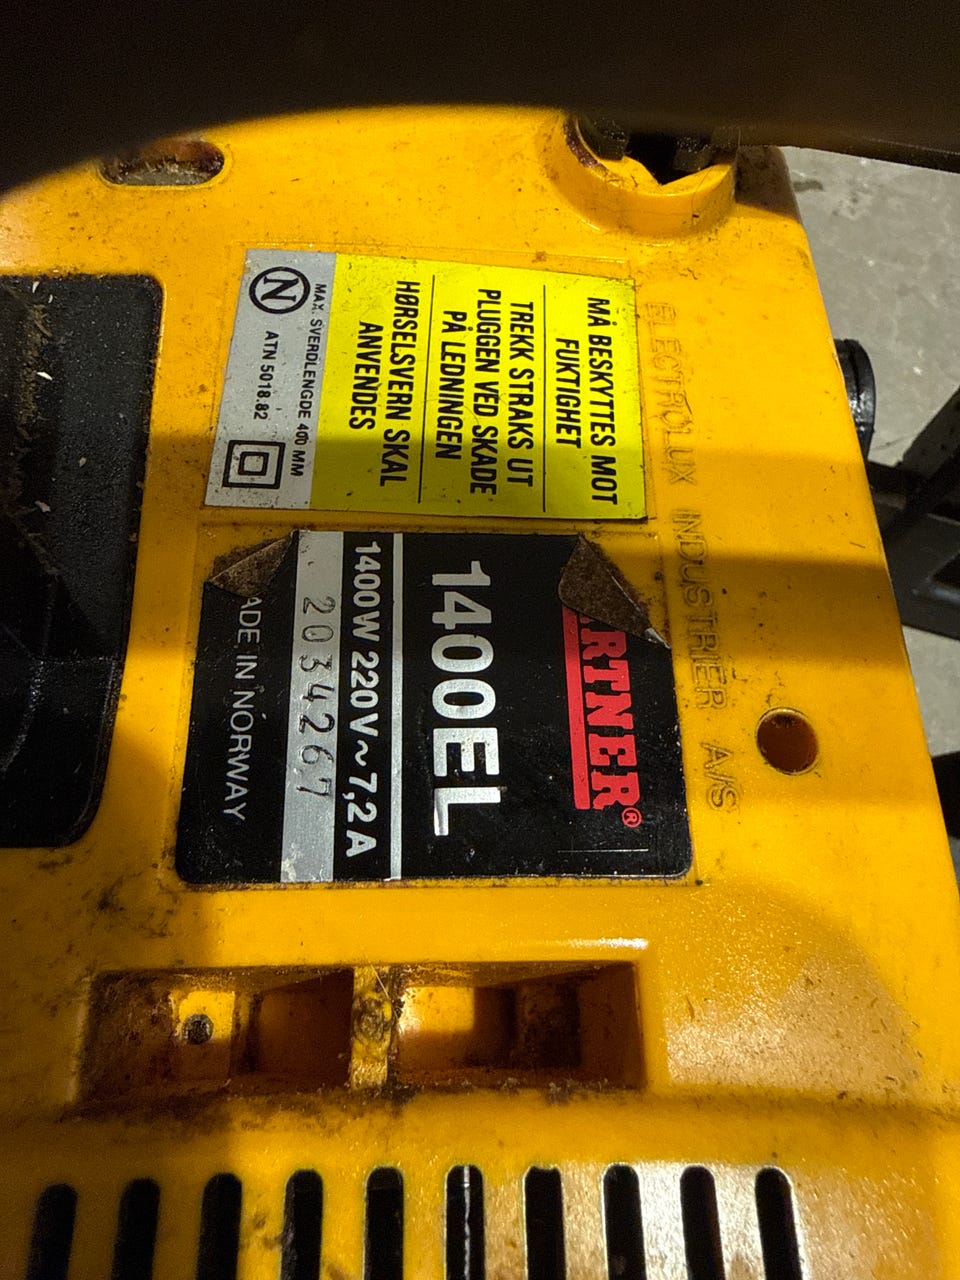 ELECTROLUX INDUSTRIER A/S
MÅ BESKYTTES MOT
FUKTIGHET
TREKK STRAKS UT
PLUGGEN VED SKADE
PÅ LEDNINGEN
HØRSELSVERN SKAL
ANVENDES
MAX. SVERDLENGDE 400 MM
N
ATN 5018.82
RTNER®
1400EL
1400W 220V~7,2A
2034267
ADE IN NORWAY